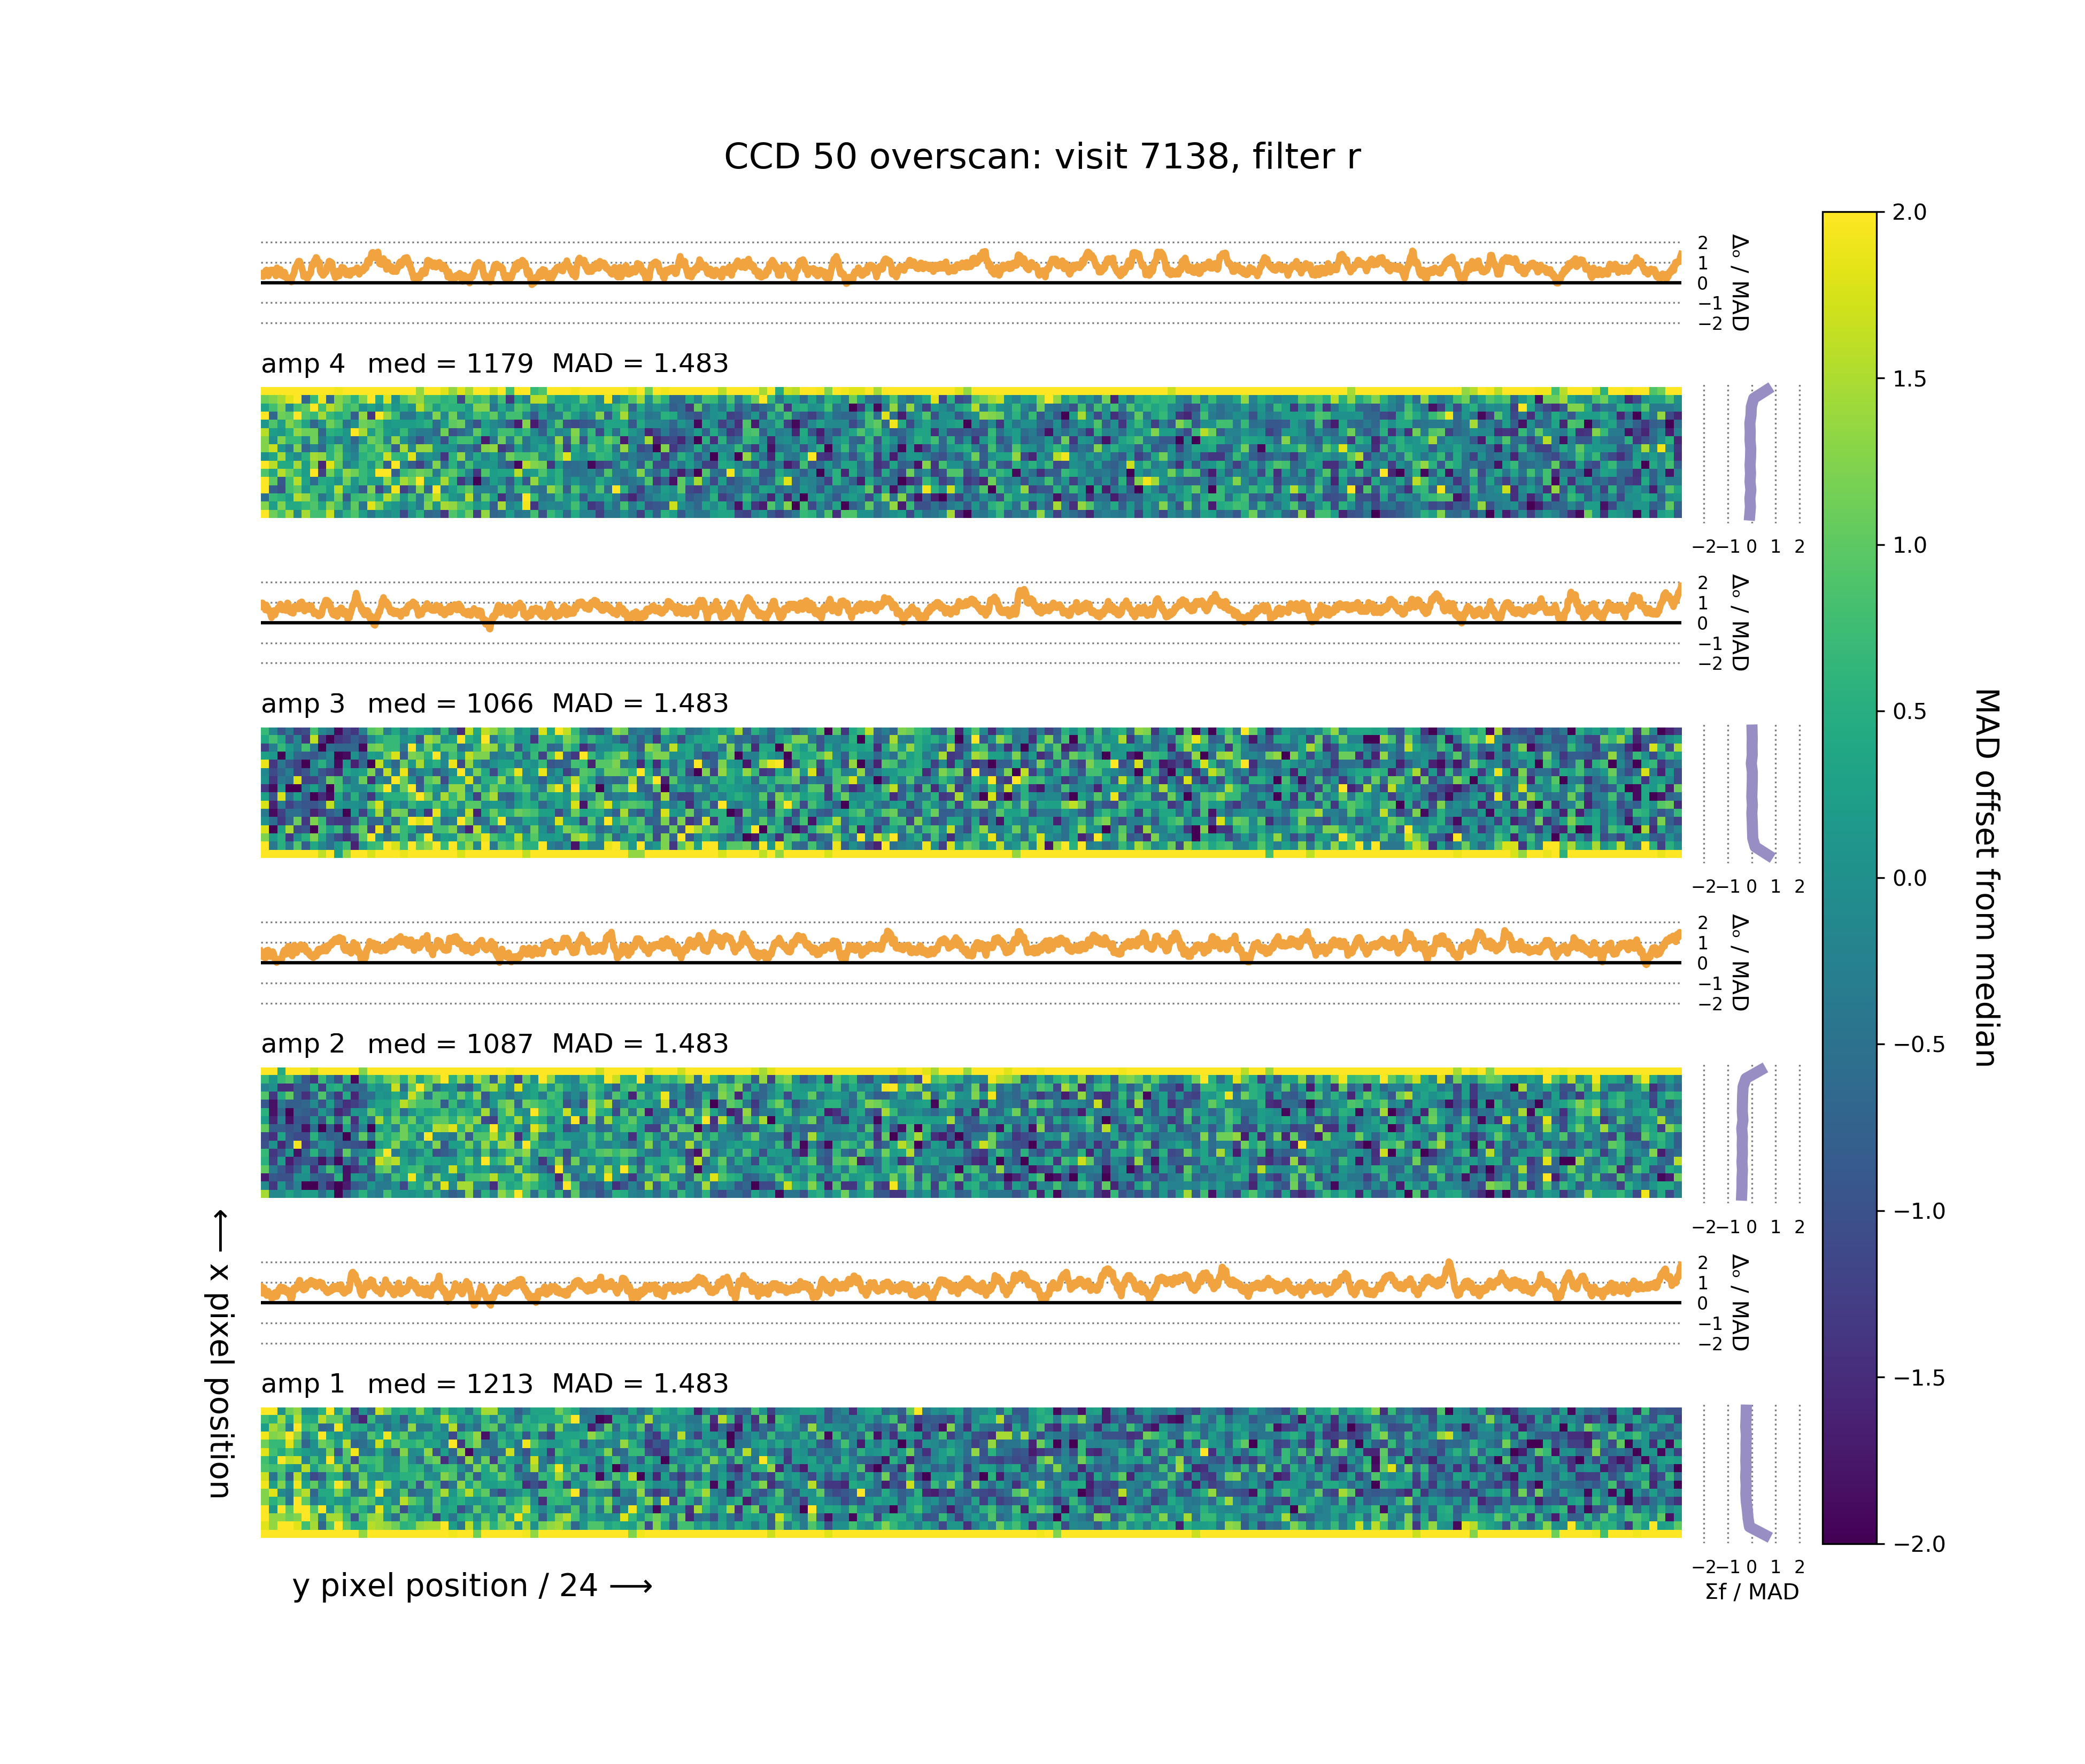 CCD 50 overscan: visit 7138, filter r
2
1
0
−1
−2
Δₒ / MAD
amp 4 med = 1179 MAD = 1.483
−2 −1 0 1 2
2
1
0
−1
−2
Δₒ / MAD
amp 3 med = 1066 MAD = 1.483
−2 −1 0 1 2
2
1
0
−1
−2
Δₒ / MAD
amp 2 med = 1087 MAD = 1.483
−2 −1 0 1 2
2
1
0
−1
−2
Δₒ / MAD
amp 1 med = 1213 MAD = 1.483
−2 −1 0 1 2
Σf / MAD
y pixel position / 24 ⟶
⟵ x pixel position
2.0
1.5
1.0
0.5
0.0
−0.5
−1.0
−1.5
−2.0
MAD offset from median